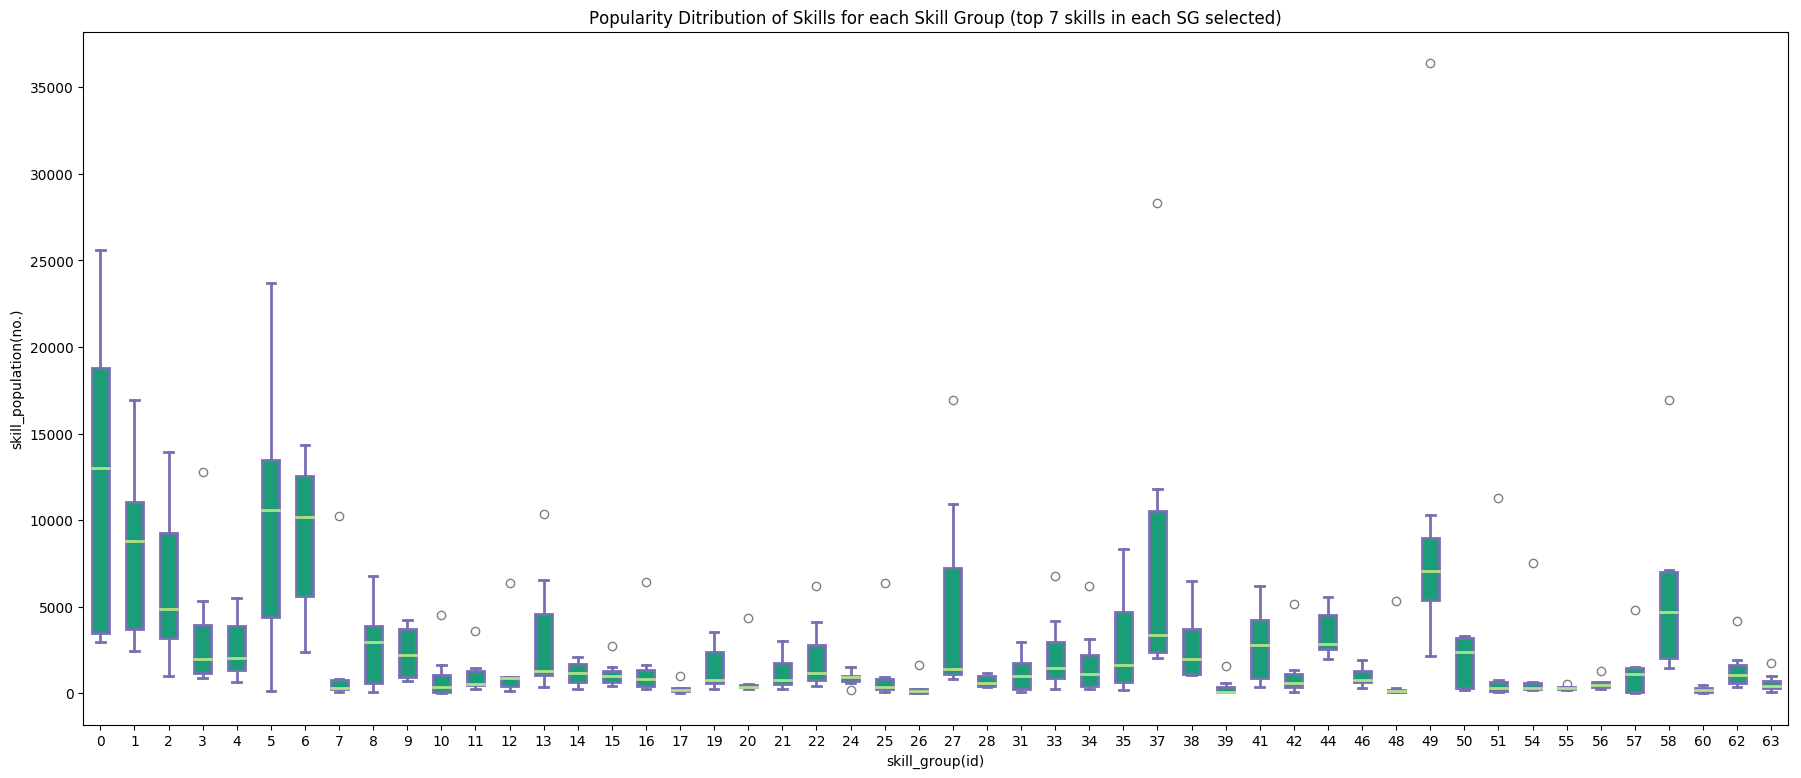 Popularity Ditribution of Skills for each Skill Group (top 7 skills in each SG selected)
35000
30000
25000
20000
15000
10000
5000
0
skill_population(no.)
0 1 2 3 4 5 6 7 8 9 10 11 12 13 14 15 16 17 19 20 21 22 24 25 26 27 28 31 33 34 35 37 38 39 41 42 44 46 48 49 50 51 54 55 56 57 58 60 62 63
skill_group(id)